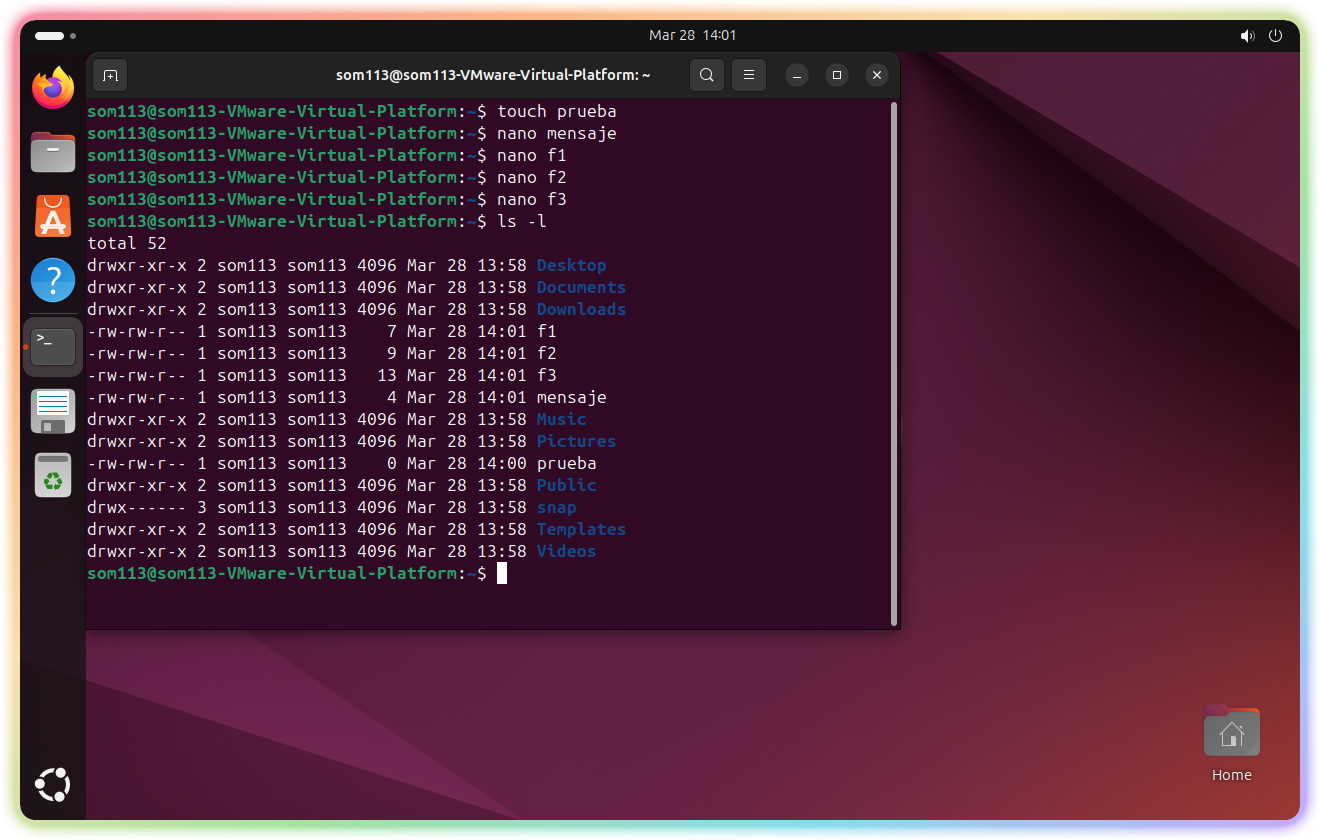 Mar 28 14:01
som113@som113-VMware-Virtual-Platform: ~
som113@som113-VMware-Virtual-Platform:~$ touch prueba
som113@som113-VMware-Virtual-Platform:~$ nano mensaje
som113@som113-VMware-Virtual-Platform:~$ nano f1
som113@som113-VMware-Virtual-Platform:~$ nano f2
som113@som113-VMware-Virtual-Platform:~$ nano f3
som113@som113-VMware-Virtual-Platform:~$ ls -l
total 52
drwxr-xr-x 2 som113 som113 4096 Mar 28 13:58 Desktop
drwxr-xr-x 2 som113 som113 4096 Mar 28 13:58 Documents
drwxr-xr-x 2 som113 som113 4096 Mar 28 13:58 Downloads
-rw-rw-r-- 1 som113 som113    7 Mar 28 14:01 f1
-rw-rw-r-- 1 som113 som113    9 Mar 28 14:01 f2
-rw-rw-r-- 1 som113 som113   13 Mar 28 14:01 f3
-rw-rw-r-- 1 som113 som113    4 Mar 28 14:01 mensaje
drwxr-xr-x 2 som113 som113 4096 Mar 28 13:58 Music
drwxr-xr-x 2 som113 som113 4096 Mar 28 13:58 Pictures
-rw-rw-r-- 1 som113 som113    0 Mar 28 14:00 prueba
drwxr-xr-x 2 som113 som113 4096 Mar 28 13:58 Public
drwx------ 3 som113 som113 4096 Mar 28 13:58 snap
drwxr-xr-x 2 som113 som113 4096 Mar 28 13:58 Templates
drwxr-xr-x 2 som113 som113 4096 Mar 28 13:58 Videos
som113@som113-VMware-Virtual-Platform:~$
Home